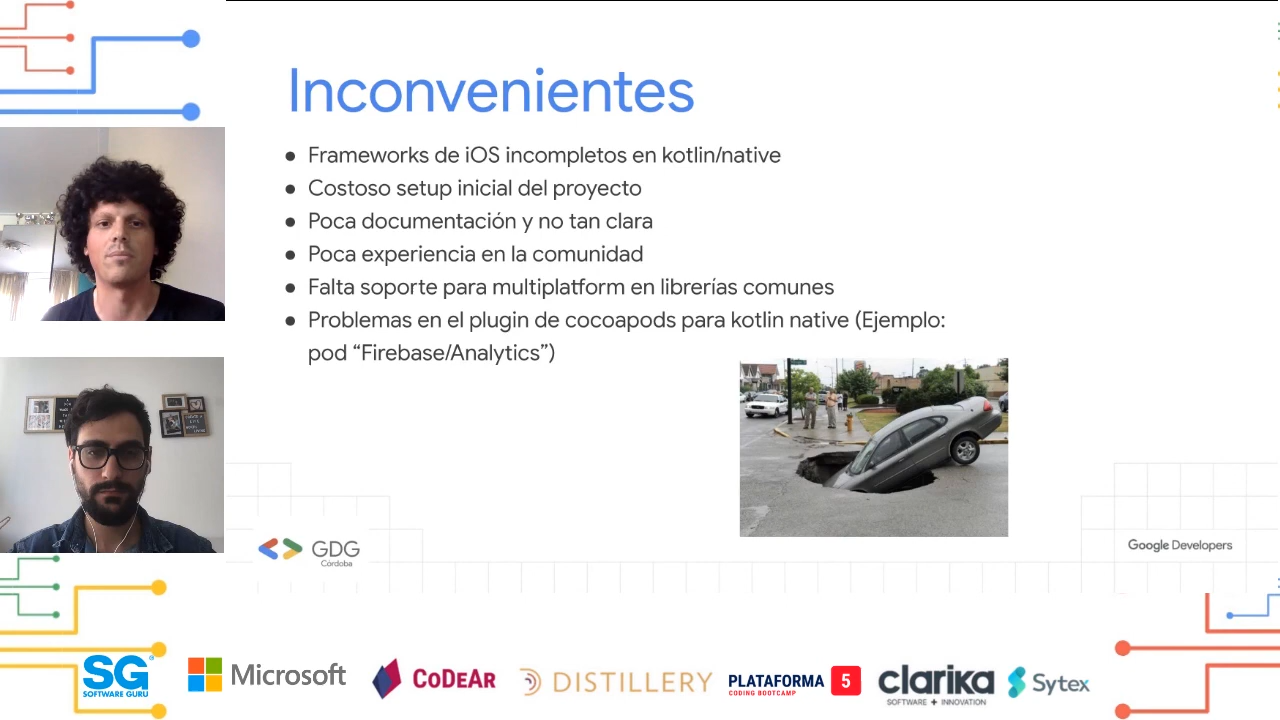 Inconvenientes
● Frameworks de iOS incompletos en kotlin/native
● Costoso setup inicial del proyecto
● Poca documentación y no tan clara
● Poca experiencia en la comunidad
● Falta soporte para multiplatform en librerías comunes
● Problemas en el plugin de cocoapods para kotlin native (Ejemplo:
pod “Firebase/Analytics”)
GDG
Córdoba
Google Developers
SG®
SOFTWARE GURU
Microsoft
CoDeAr
DISTILLERY
PLATAFORMA 5
CODING BOOTCAMP
clarika
SOFTWARE + INNOVATION
Sytex